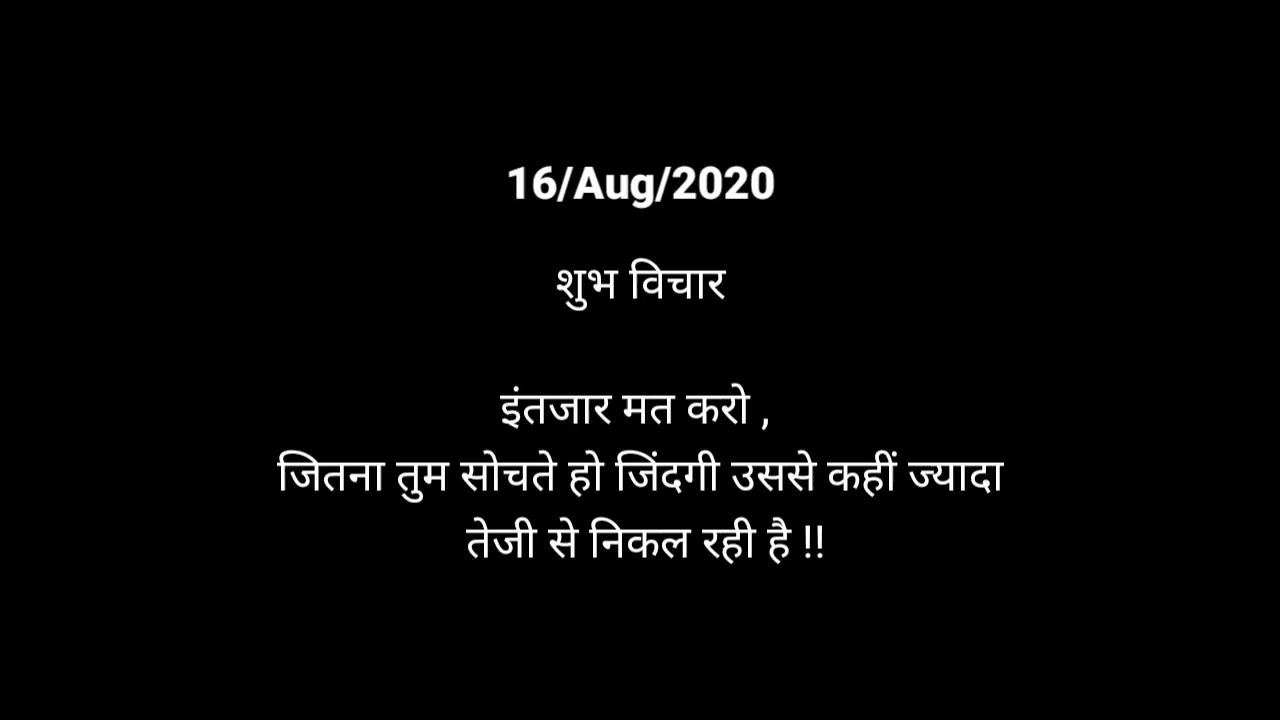 16/Aug/2020
शुभ विचार
इंतजार मत करो ,
जितना तुम सोचते हो जिंदगी उससे कहीं ज्यादा
तेजी से निकल रही है !!